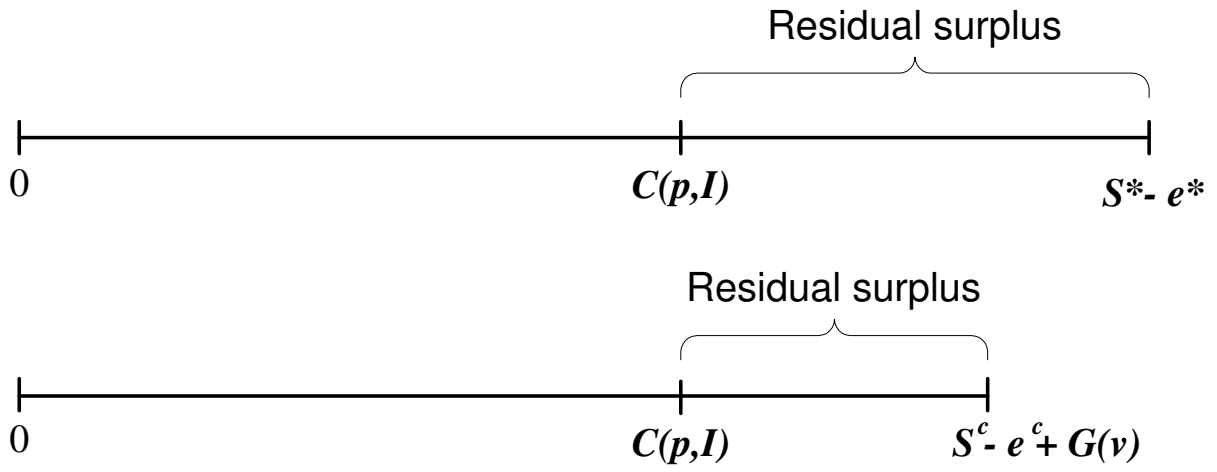 Residual surplus
0 C(p,I) S*- e*
Residual surplus
0 C(p,I) S^c- e^c+ G(v)